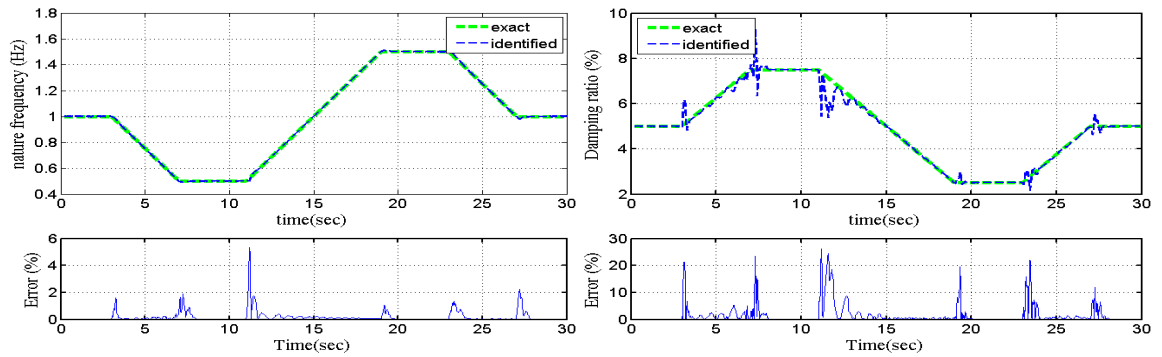 nature frequency (Hz)
1.8
1.6
1.4
1.2
1
0.8
0.6
0.4
exact
identified
0 5 10 15 20 25 30
time(sec)
Error (%)
6
4
2
0
0 5 10 15 20 25 30
Time(sec)
Damping ratio (%)
10
8
6
4
2
exact
identified
0 5 10 15 20 25 30
time(sec)
Error (%)
30
20
10
0
0 5 10 15 20 25 30
Time(sec)